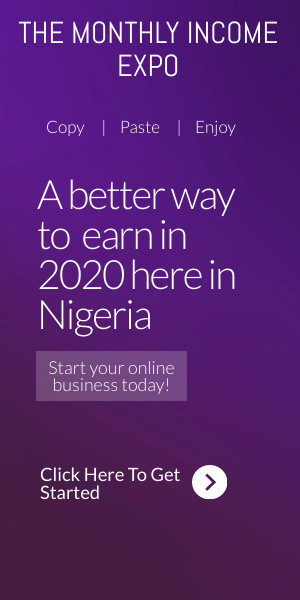 THE MONTHLY INCOME
EXPO
Copy | Paste | Enjoy
A better way
to earn in
2020 here in
Nigeria
Start your online
business today!
Click Here To Get
Started